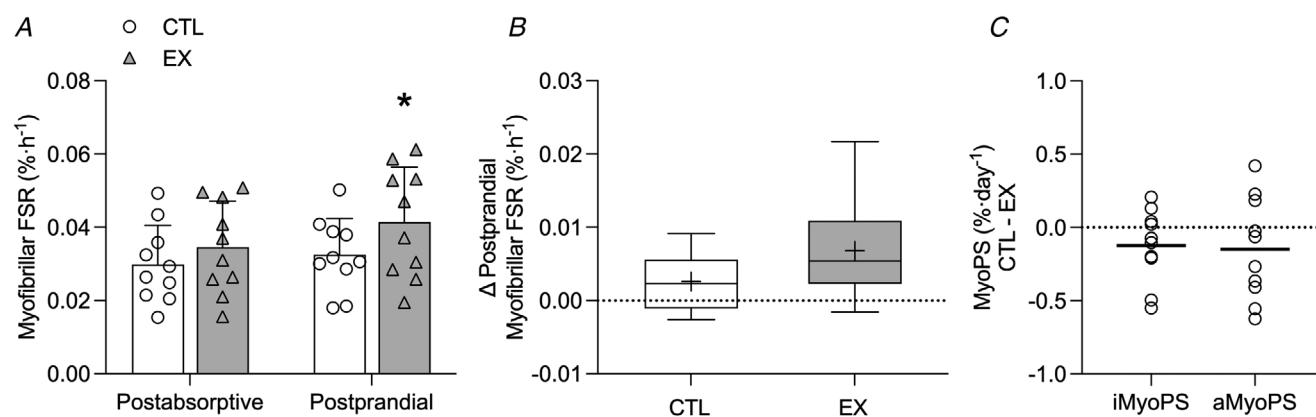 A
CTL
EX
Myofibrillar FSR (%·h⁻¹)
0.08
0.06
0.04
0.02
0.00
*
Postabsorptive
Postprandial
B
Δ Postprandial
Myofibrillar FSR (%·h⁻¹)
0.03
0.02
0.01
0.00
-0.01
CTL
EX
C
MyoPS (%·day⁻¹)
CTL - EX
1.0
0.5
0.0
-0.5
-1.0
iMyoPS
aMyoPS